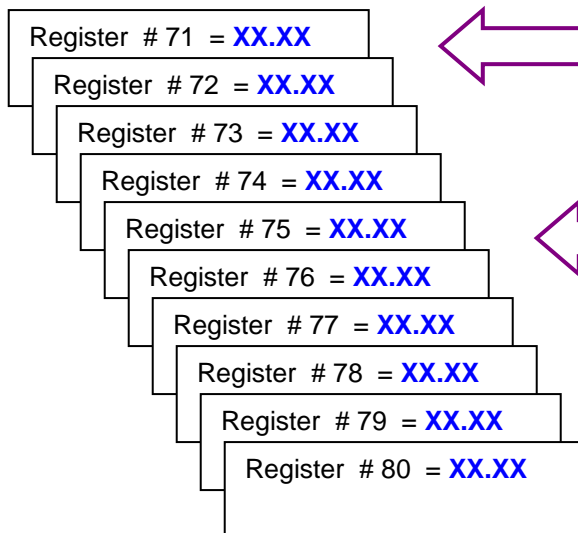 Register # 71 = XX.XX
Register # 72 = XX.XX
Register # 73 = XX.XX
Register # 74 = XX.XX
Register # 75 = XX.XX
Register # 76 = XX.XX
Register # 77 = XX.XX
Register # 78 = XX.XX
Register # 79 = XX.XX
Register # 80 = XX.XX